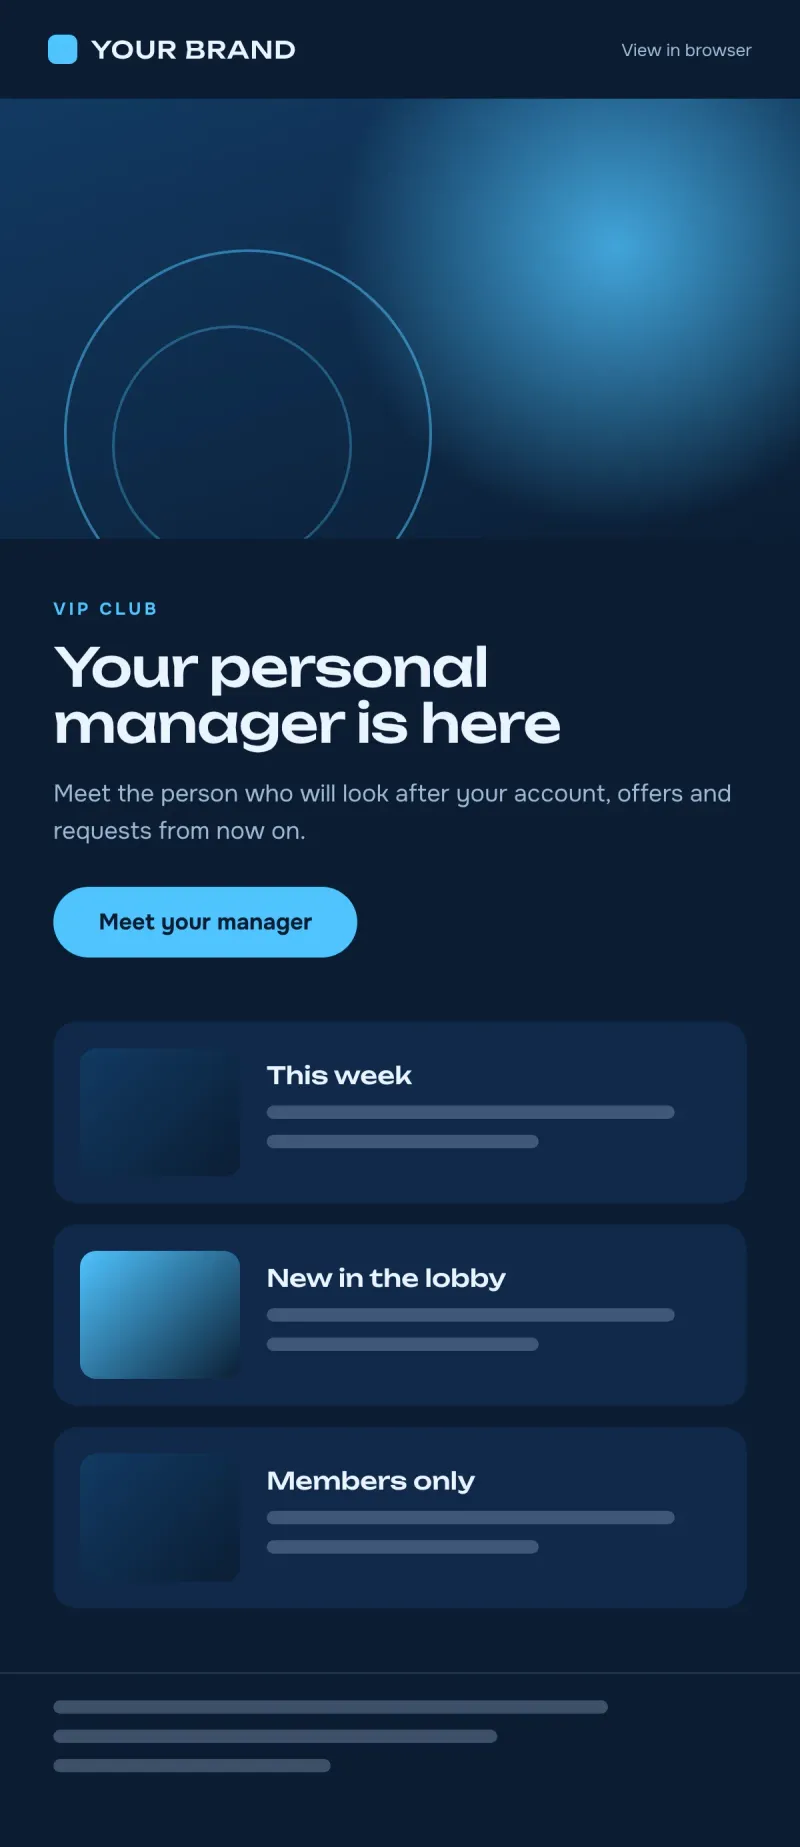 YOUR BRAND
View in browser
VIP CLUB
Your personal
manager is here
Meet the person who will look after your account, offers and
requests from now on.
Meet your manager
This week
New in the lobby
Members only